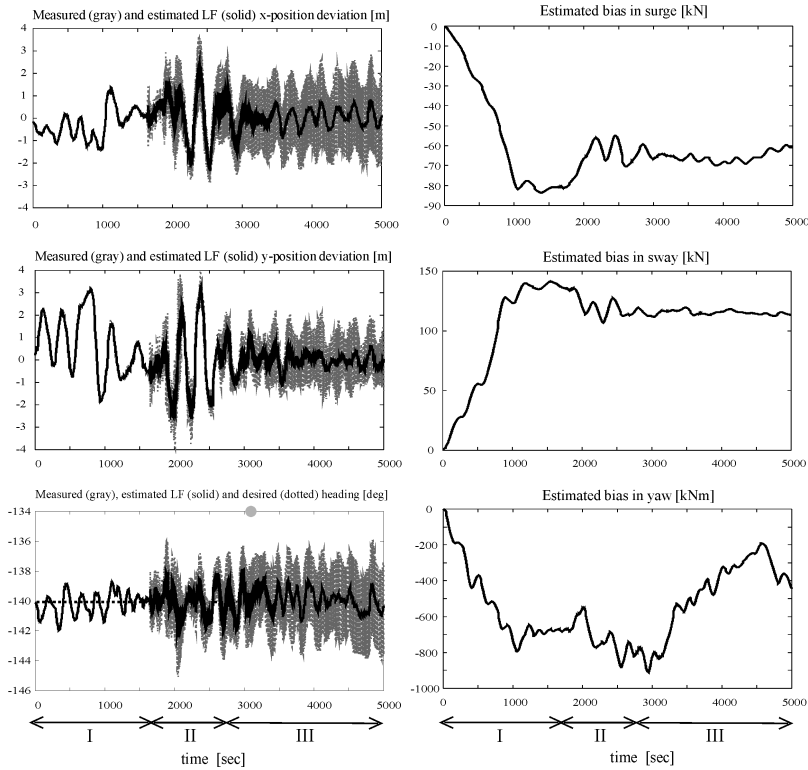 Measured (gray) and estimated LF (solid) x-position deviation [m]
4
3
2
1
0
-1
-2
-3
-4
0 1000 2000 3000 4000 5000
Estimated bias in surge [kN]
0
-10
-20
-30
-40
-50
-60
-70
-80
-90
0 1000 2000 3000 4000 5000
Measured (gray) and estimated LF (solid) y-position deviation [m]
4
3
2
1
0
-1
-2
-3
-4
0 1000 2000 3000 4000 5000
Estimated bias in sway [kN]
150
100
50
0
0 1000 2000 3000 4000 5000
Measured (gray), estimated LF (solid) and desired (dotted) heading [deg]
-134
-136
-138
-140
-142
-144
-146
0 1000 2000 3000 4000 5000
I II III
time [sec]
Estimated bias in yaw [kNm]
0
-200
-400
-600
-800
-1000
0 1000 2000 3000 4000 5000
I II III
time [sec]